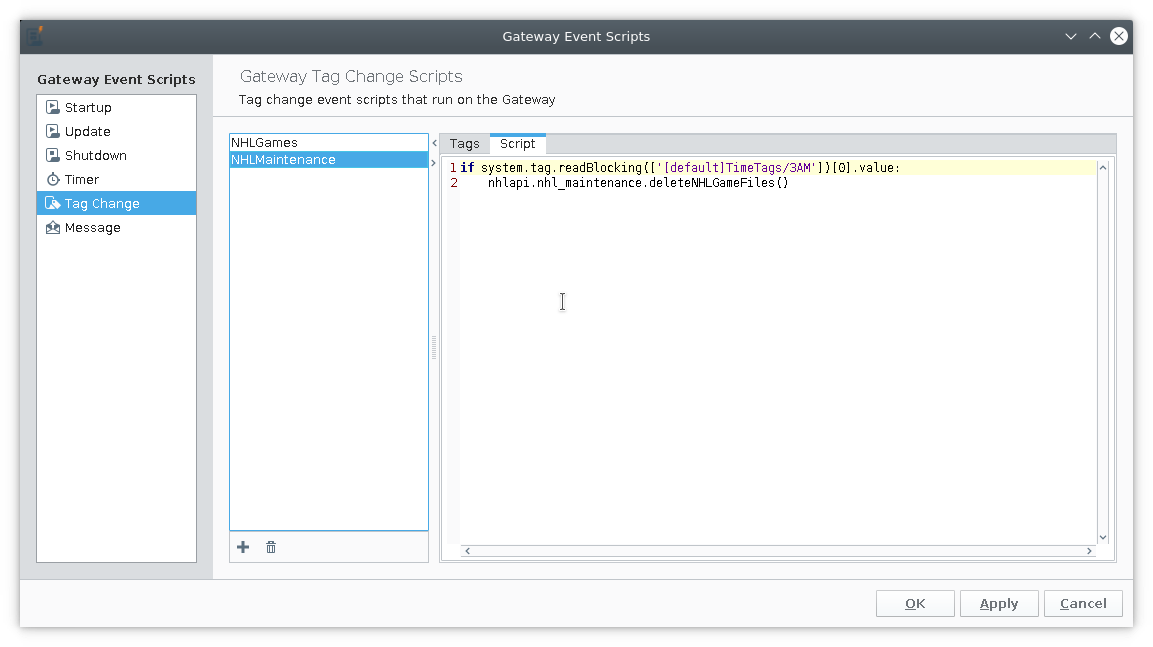 Gateway Event Scripts
Gateway Event Scripts
Startup
Update
Shutdown
Timer
Tag Change
Message
Gateway Tag Change Scripts
Tag change event scripts that run on the Gateway
NHLGames
NHLMaintenance
Tags Script
1 if system.tag.readBlocking(['[default]TimeTags/3AM'])[0].value:
2 nhlapi.nhl_maintenance.deleteNHLGameFiles()
OK Apply Cancel